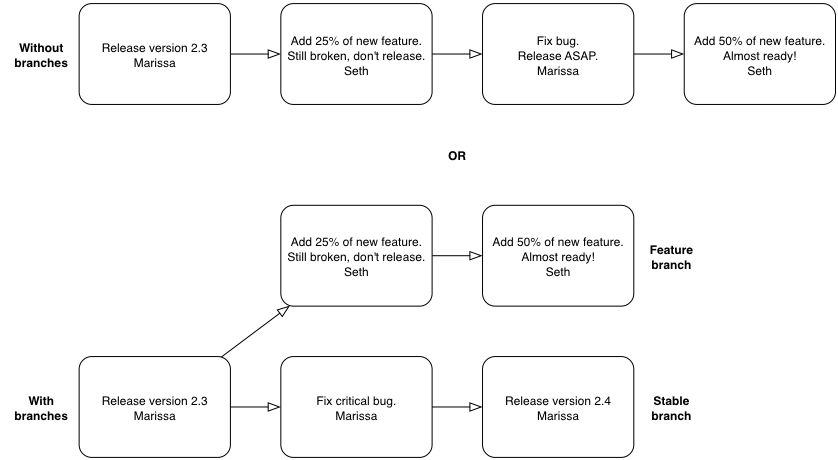 Without
branches
Release version 2.3
Marissa
Add 25% of new feature.
Still broken, don't release.
Seth
Fix bug.
Release ASAP.
Marissa
Add 50% of new feature.
Almost ready!
Seth
OR
Add 25% of new feature.
Still broken, don't release.
Seth
Add 50% of new feature.
Almost ready!
Seth
Feature
branch
With
branches
Release version 2.3
Marissa
Fix critical bug.
Marissa
Release version 2.4
Marissa
Stable
branch